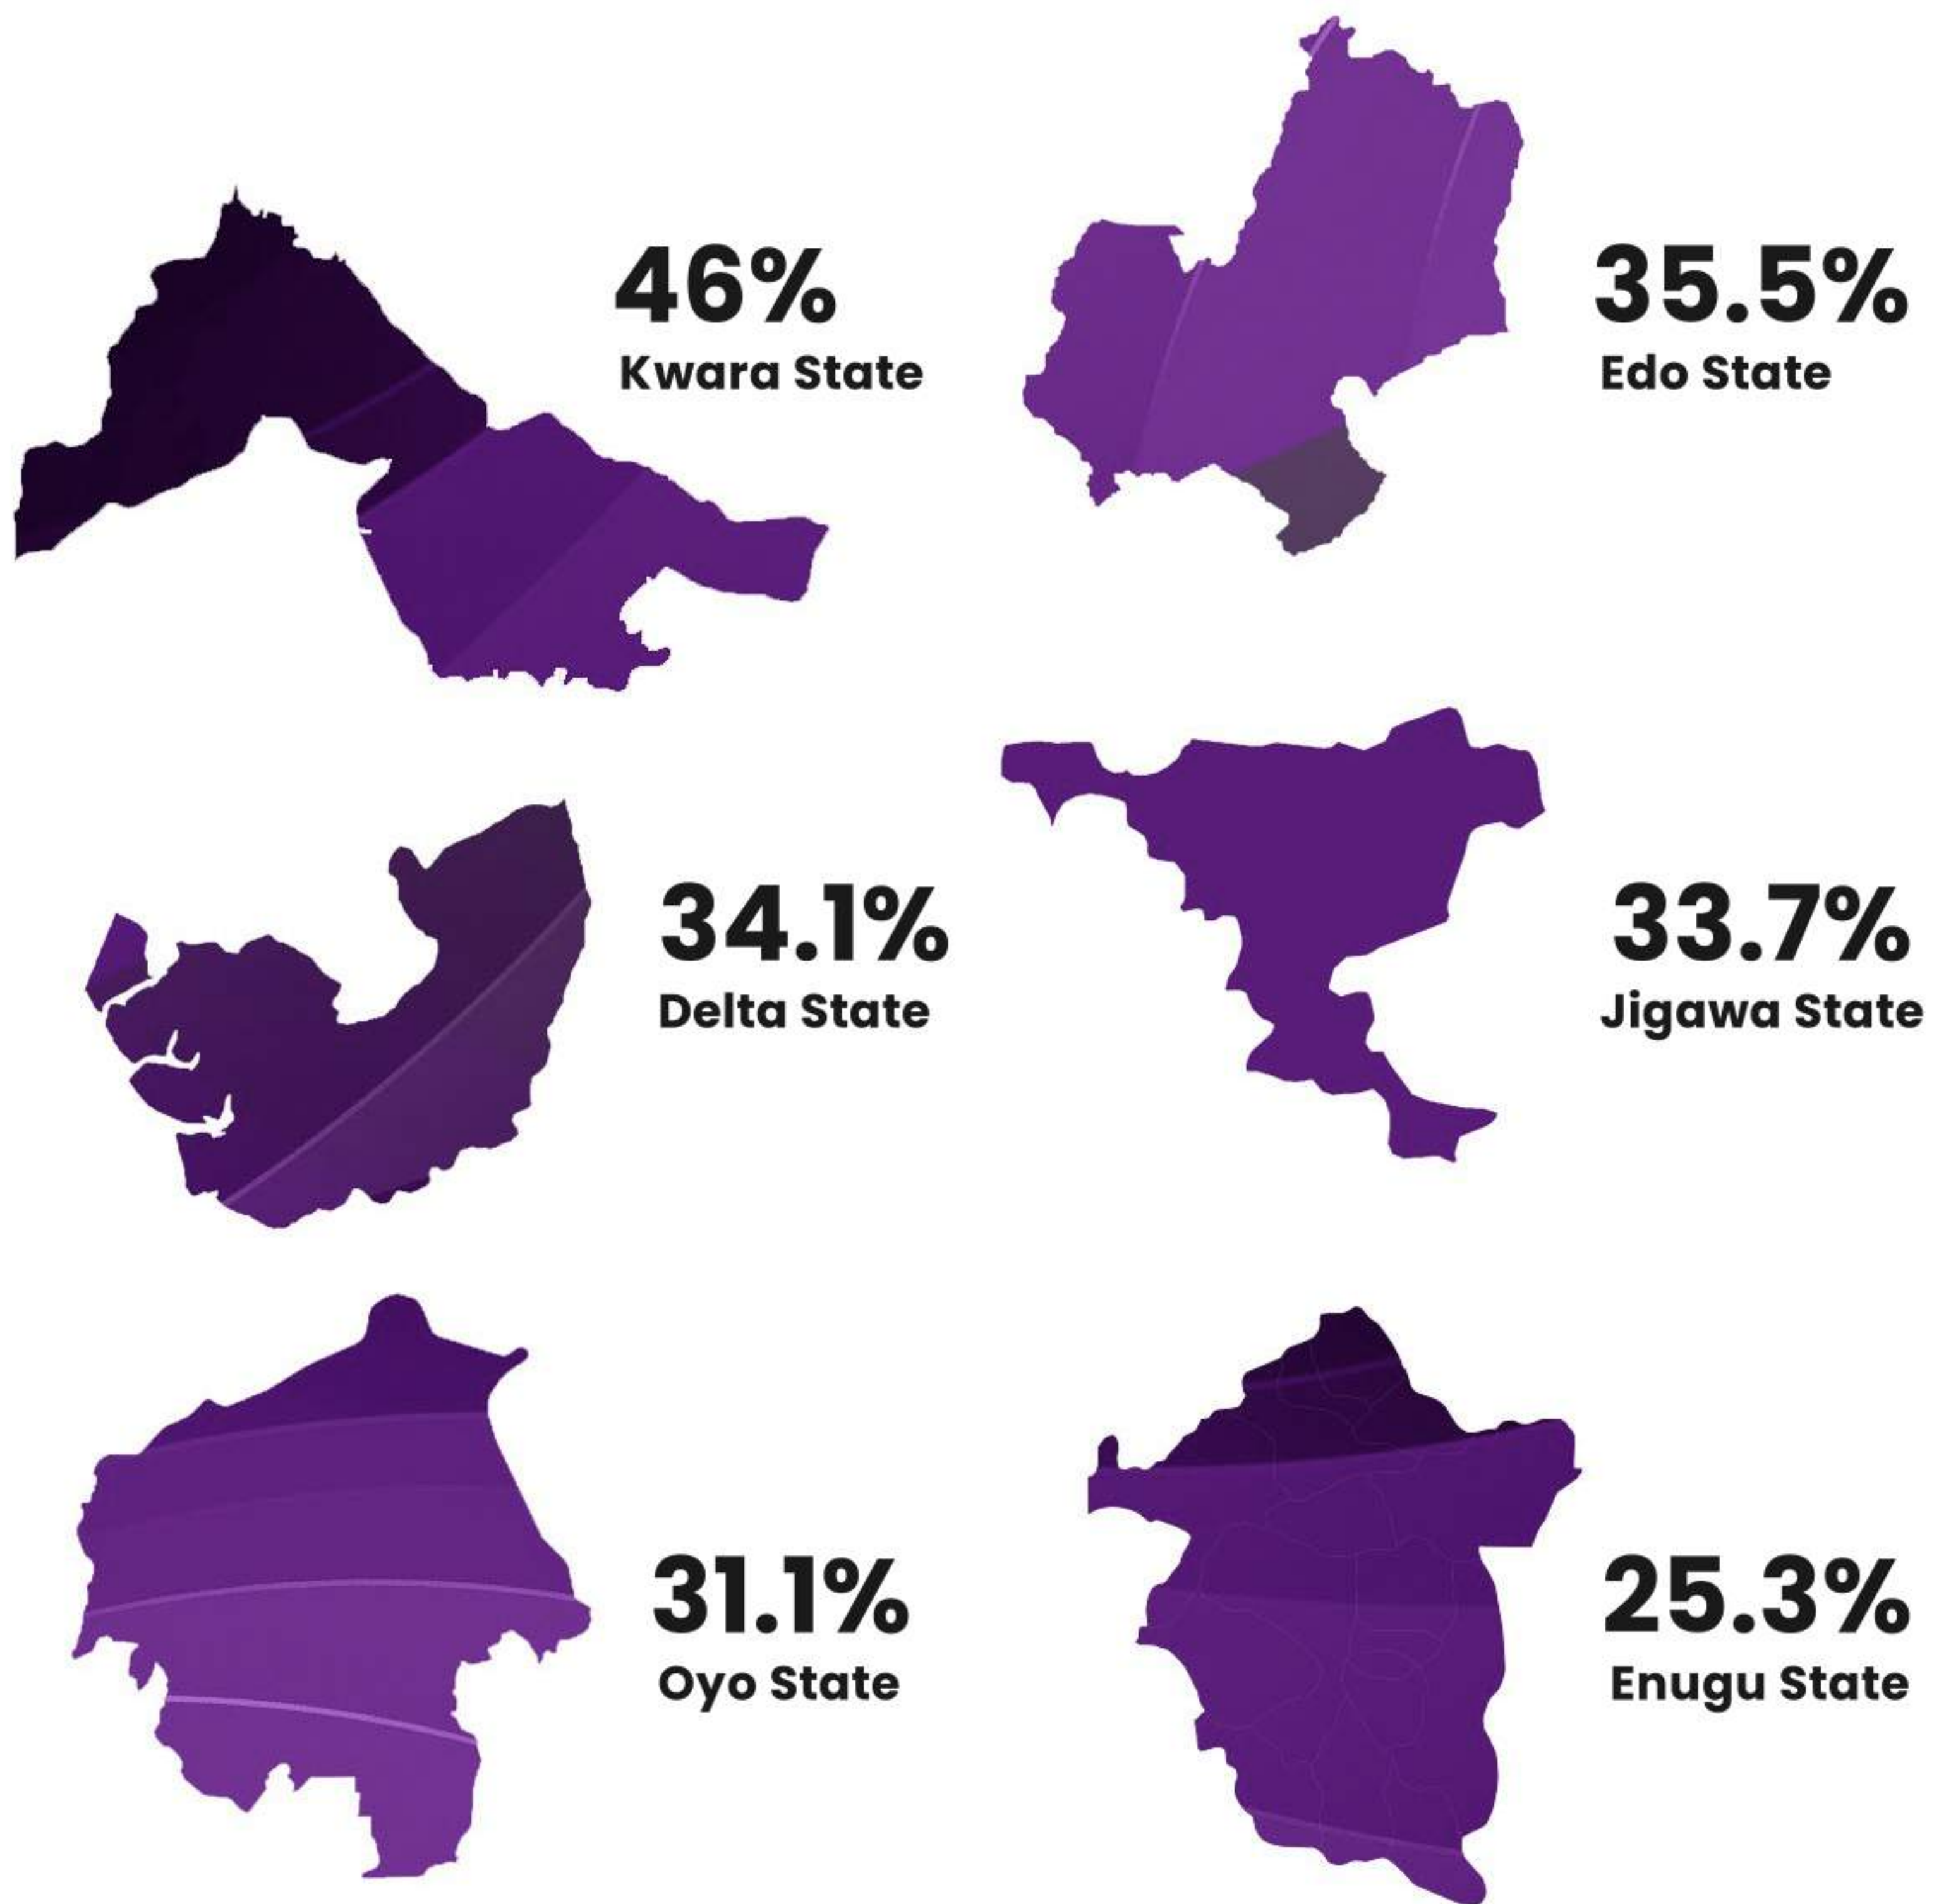 46%
Kwara State
35.5%
Edo State
34.1%
Delta State
33.7%
Jigawa State
31.1%
Oyo State
25.3%
Enugu State